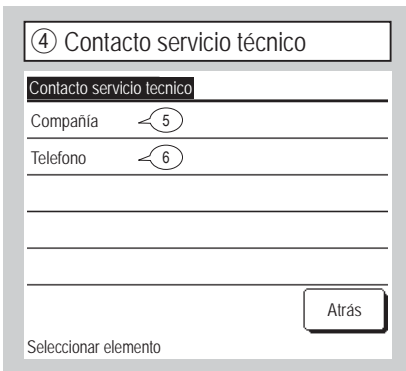 ④ Contacto servicio técnico
Contacto servicio tecnico
Compañía 5
Telefono 6
Atrás
Seleccionar elemento